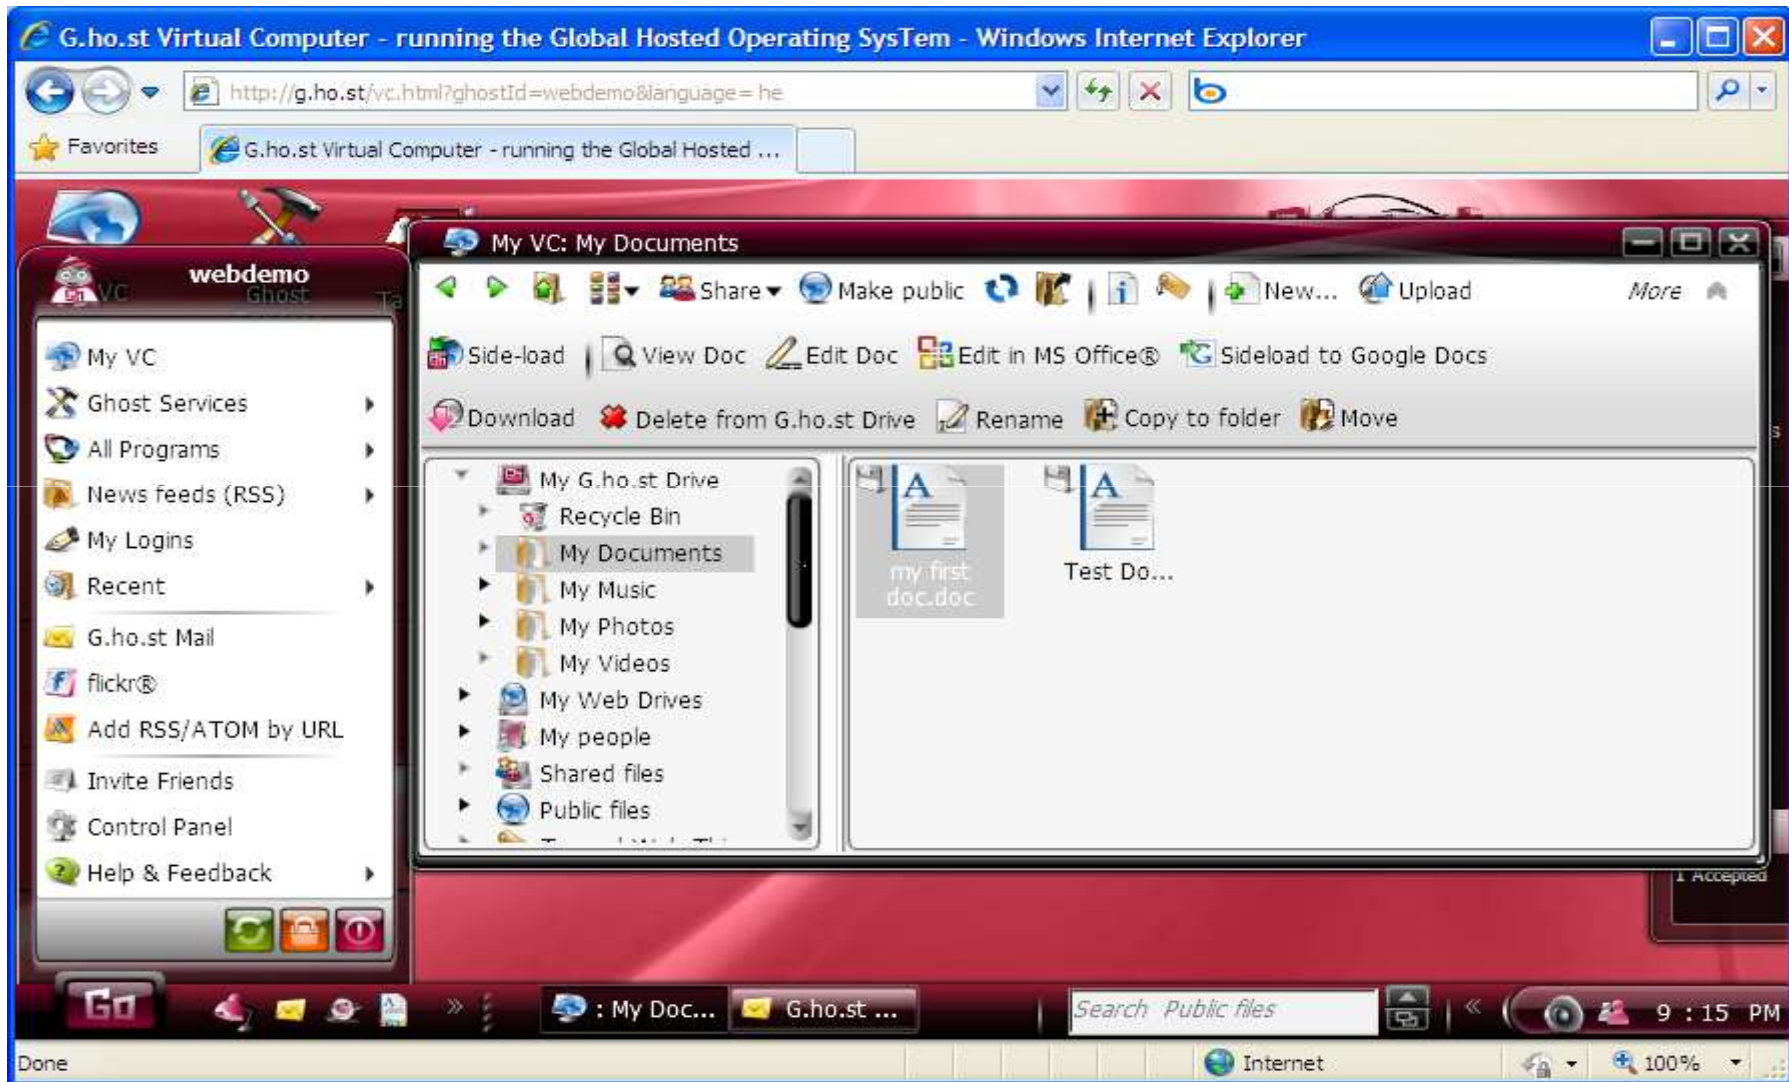 G.ho.st Virtual Computer - running the Global Hosted Operating SysTem - Windows Internet Explorer
http://g.ho.st/vc.html?ghostId=webdemo&language= he
Favorites
G.ho.st Virtual Computer - running the Global Hosted ...
webdemo
VC
Ghost
Ta
My VC
Ghost Services
All Programs
News feeds (RSS)
My Logins
Recent
G.ho.st Mail
flickr®
Add RSS/ATOM by URL
Invite Friends
Control Panel
Help & Feedback
My VC: My Documents
Share Make public New... Upload More
Side-load View Doc Edit Doc Edit in MS Office® Sideload to Google Docs
Download Delete from G.ho.st Drive Rename Copy to folder Move
My G.ho.st Drive
Recycle Bin
My Documents
My Music
My Photos
My Videos
My Web Drives
My people
Shared files
Public files
my first
doc.doc
Test Do...
1 Accepted
Go
: My Doc...
G.ho.st ...
Search Public files
9 : 15 PM
Done
Internet
100%